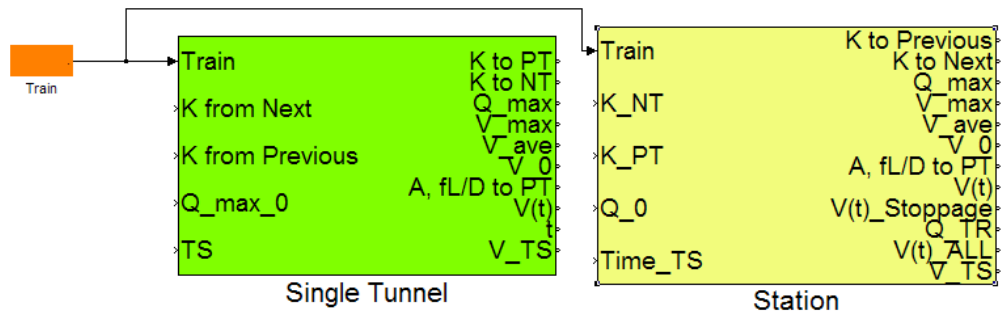 Train
Train
K from Next
K from Previous
Q_max_0
TS
K to PT
K to NT
Q_max
V_max
V_ave
V_0
A, fL/D to PT
V(t)
t
V_TS
Single Tunnel
Train
K_NT
K_PT
Q_0
Time_TS
K to Previous
K to Next
Q_max
V_max
V_ave
V_0
A, fL/D to PT
V(t)
V(t)_Stoppage
Q_TR
V(t)_ALL
V_TS
Station